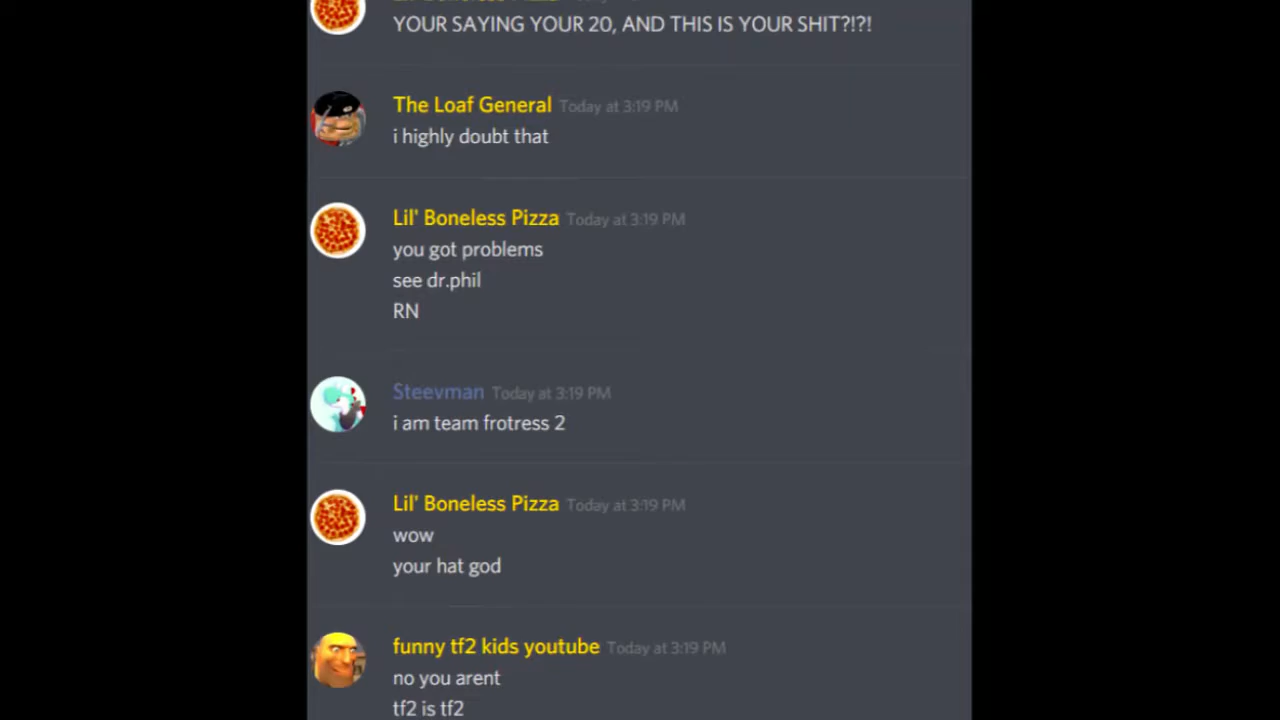 YOUR SAYING YOUR 20, AND THIS IS YOUR SHIT?!?!
The Loaf General Today at 3:19 PM
i highly doubt that
Lil' Boneless Pizza Today at 3:19 PM
you got problems
see dr.phil
RN
Steevman Today at 3:19 PM
i am team frotress 2
Lil' Boneless Pizza Today at 3:19 PM
wow
your hat god
funny tf2 kids youtube Today at 3:19 PM
no you arent
tf2 is tf2